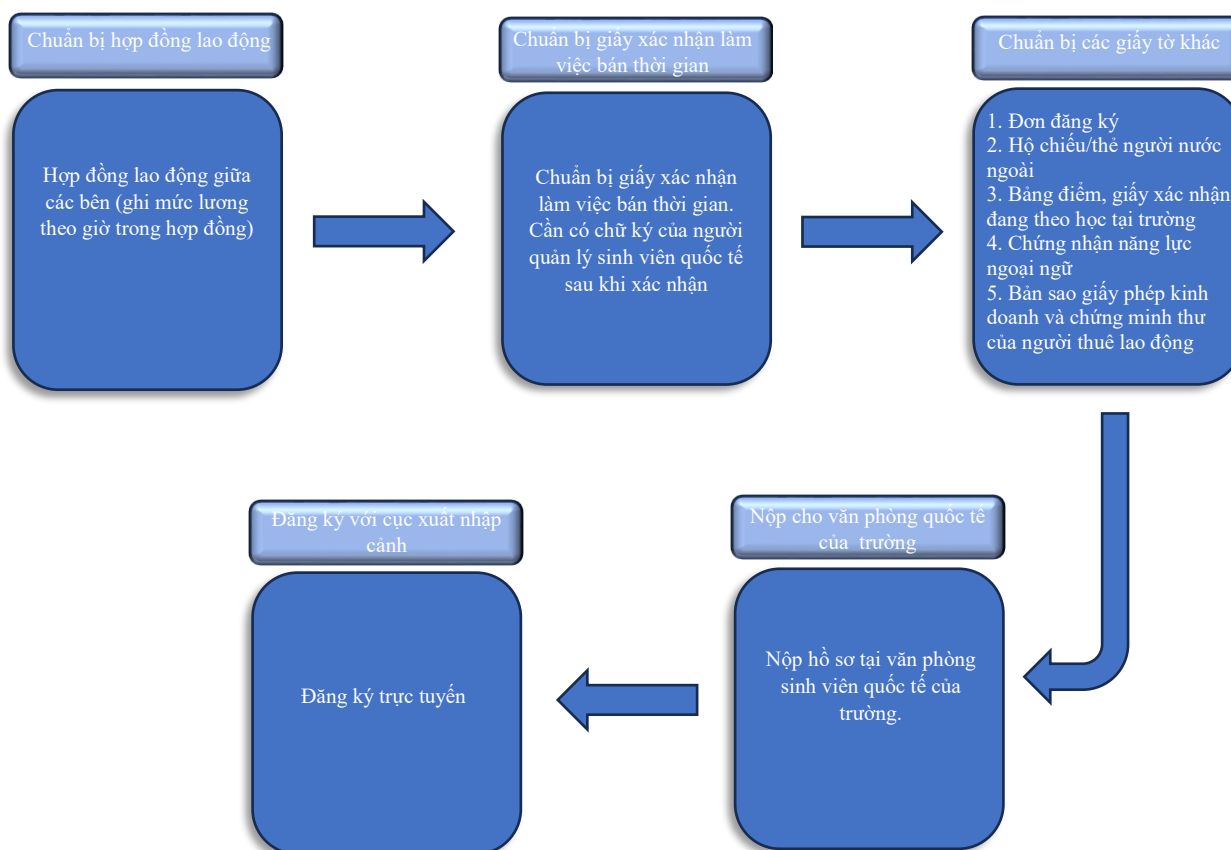 Chuẩn bị hợp đồng lao động
Hợp đồng lao động giữa
các bên (ghi mức lương
theo giờ trong hợp đồng)
Chuẩn bị giấy xác nhận làm
việc bán thời gian
Chuẩn bị giấy xác nhận
làm việc bán thời gian.
Cần có chữ ký của người
quản lý sinh viên quốc tế
sau khi xác nhận
Chuẩn bị các giấy tờ khác
1. Đơn đăng ký
2. Hộ chiếu/thẻ người nước
ngoài
3. Bảng điểm, giấy xác nhận
đang theo học tại trường
4. Chứng nhận năng lực
ngoại ngữ
5. Bản sao giấy phép kinh
doanh và chứng minh thư
của người thuê lao động
Nộp cho văn phòng quốc tế
của trường
Nộp hồ sơ tại văn phòng
sinh viên quốc tế của
trường.
Đăng ký với cục xuất nhập
cảnh
Đăng ký trực tuyến